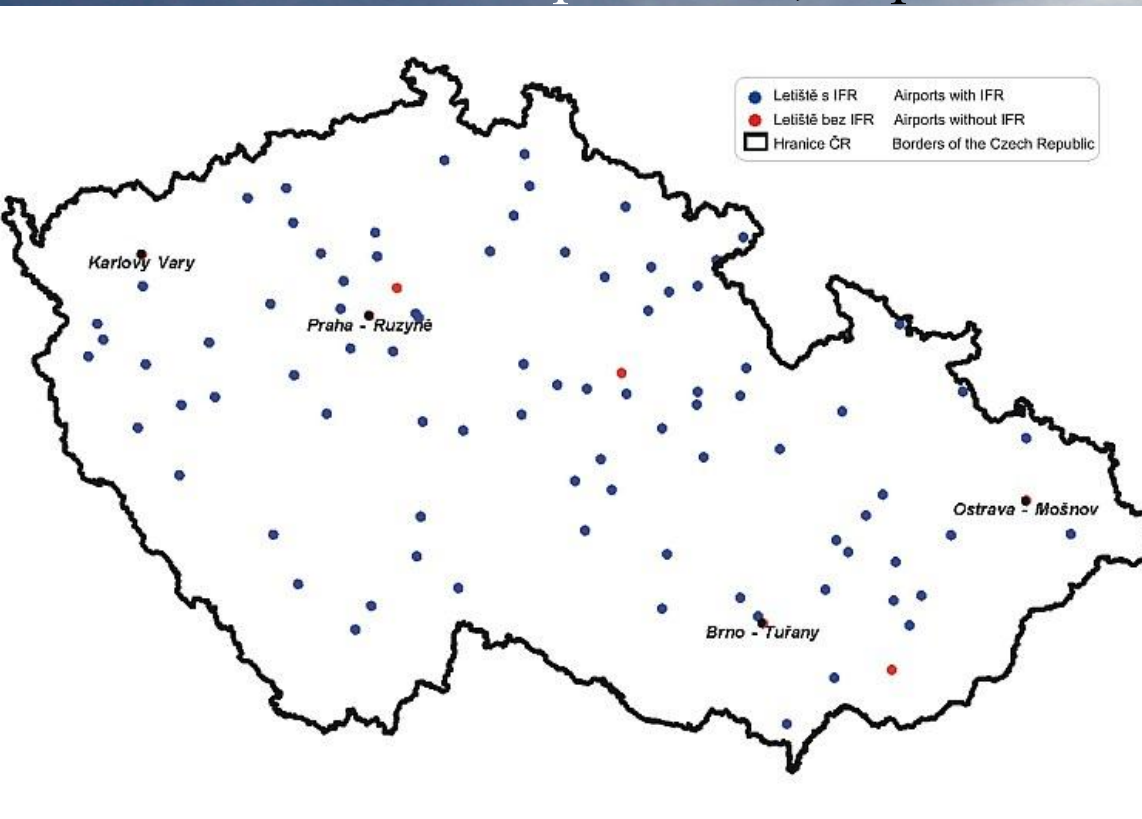 Letiště s IFR Airports with IFR
Letiště bez IFR Airports without IFR
Hranice ČR Borders of the Czech Republic
Karlovy Vary
Praha - Ruzyně
Ostrava - Mošnov
Brno - Tuřany